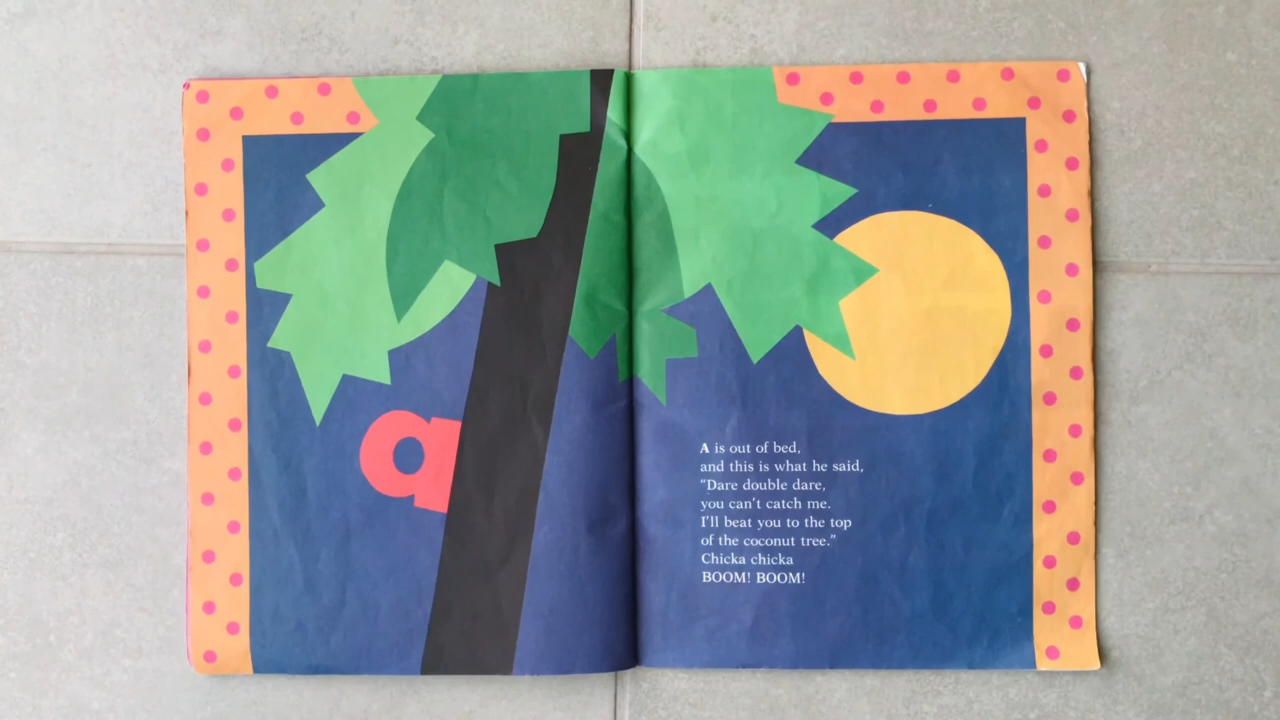 a
A is out of bed,
and this is what he said,
“Dare double dare,
you can’t catch me.
I’ll beat you to the top
of the coconut tree.”
Chicka chicka
BOOM! BOOM!